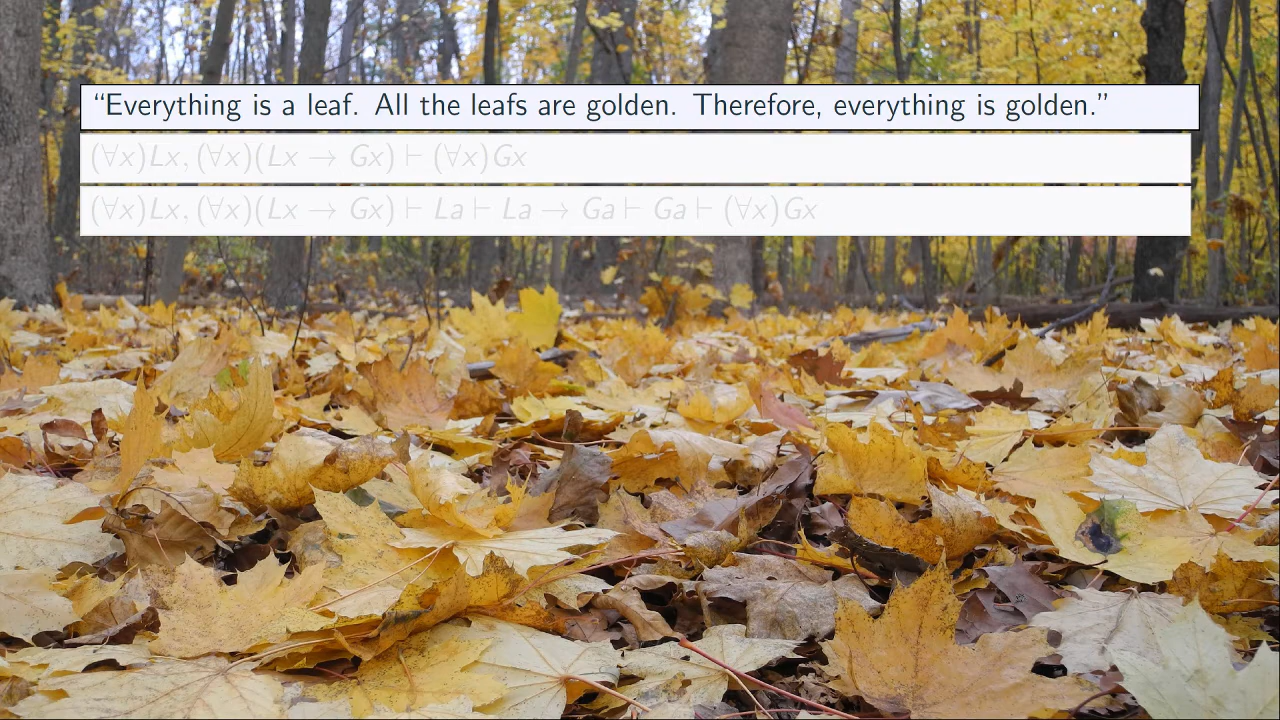 “Everything is a leaf. All the leafs are golden. Therefore, everything is golden.”
(∀x)Lx, (∀x)(Lx → Gx) ⊢ (∀x)Gx
(∀x)Lx, (∀x)(Lx → Gx) ⊢ La ⊢ La → Ga ⊢ Ga ⊢ (∀x)Gx